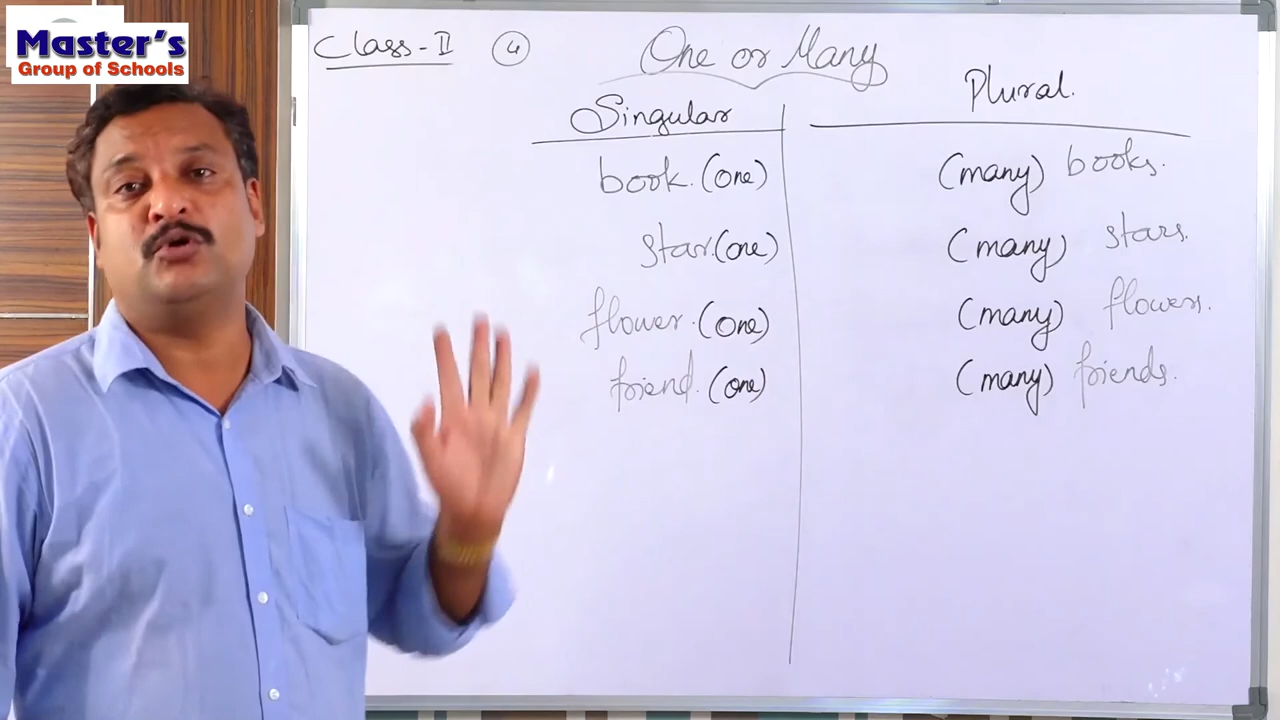 Master's
Group of Schools
Class - II 4 One or Many
Singular Plural.
book. (one) (many) books.
star. (one) (many) stars.
flower. (one) (many) flowers.
friend. (one) (many) friends.